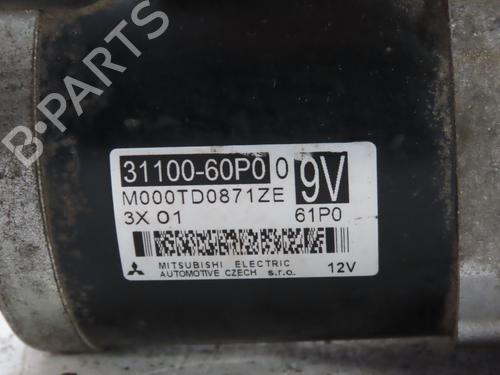 B-PARTS
31100-60P0 0 9V
M000TD0871ZE
3X 01 61P0
MITSUBISHI ELECTRIC
AUTOMOTIVE CZECH s.r.o. 12V